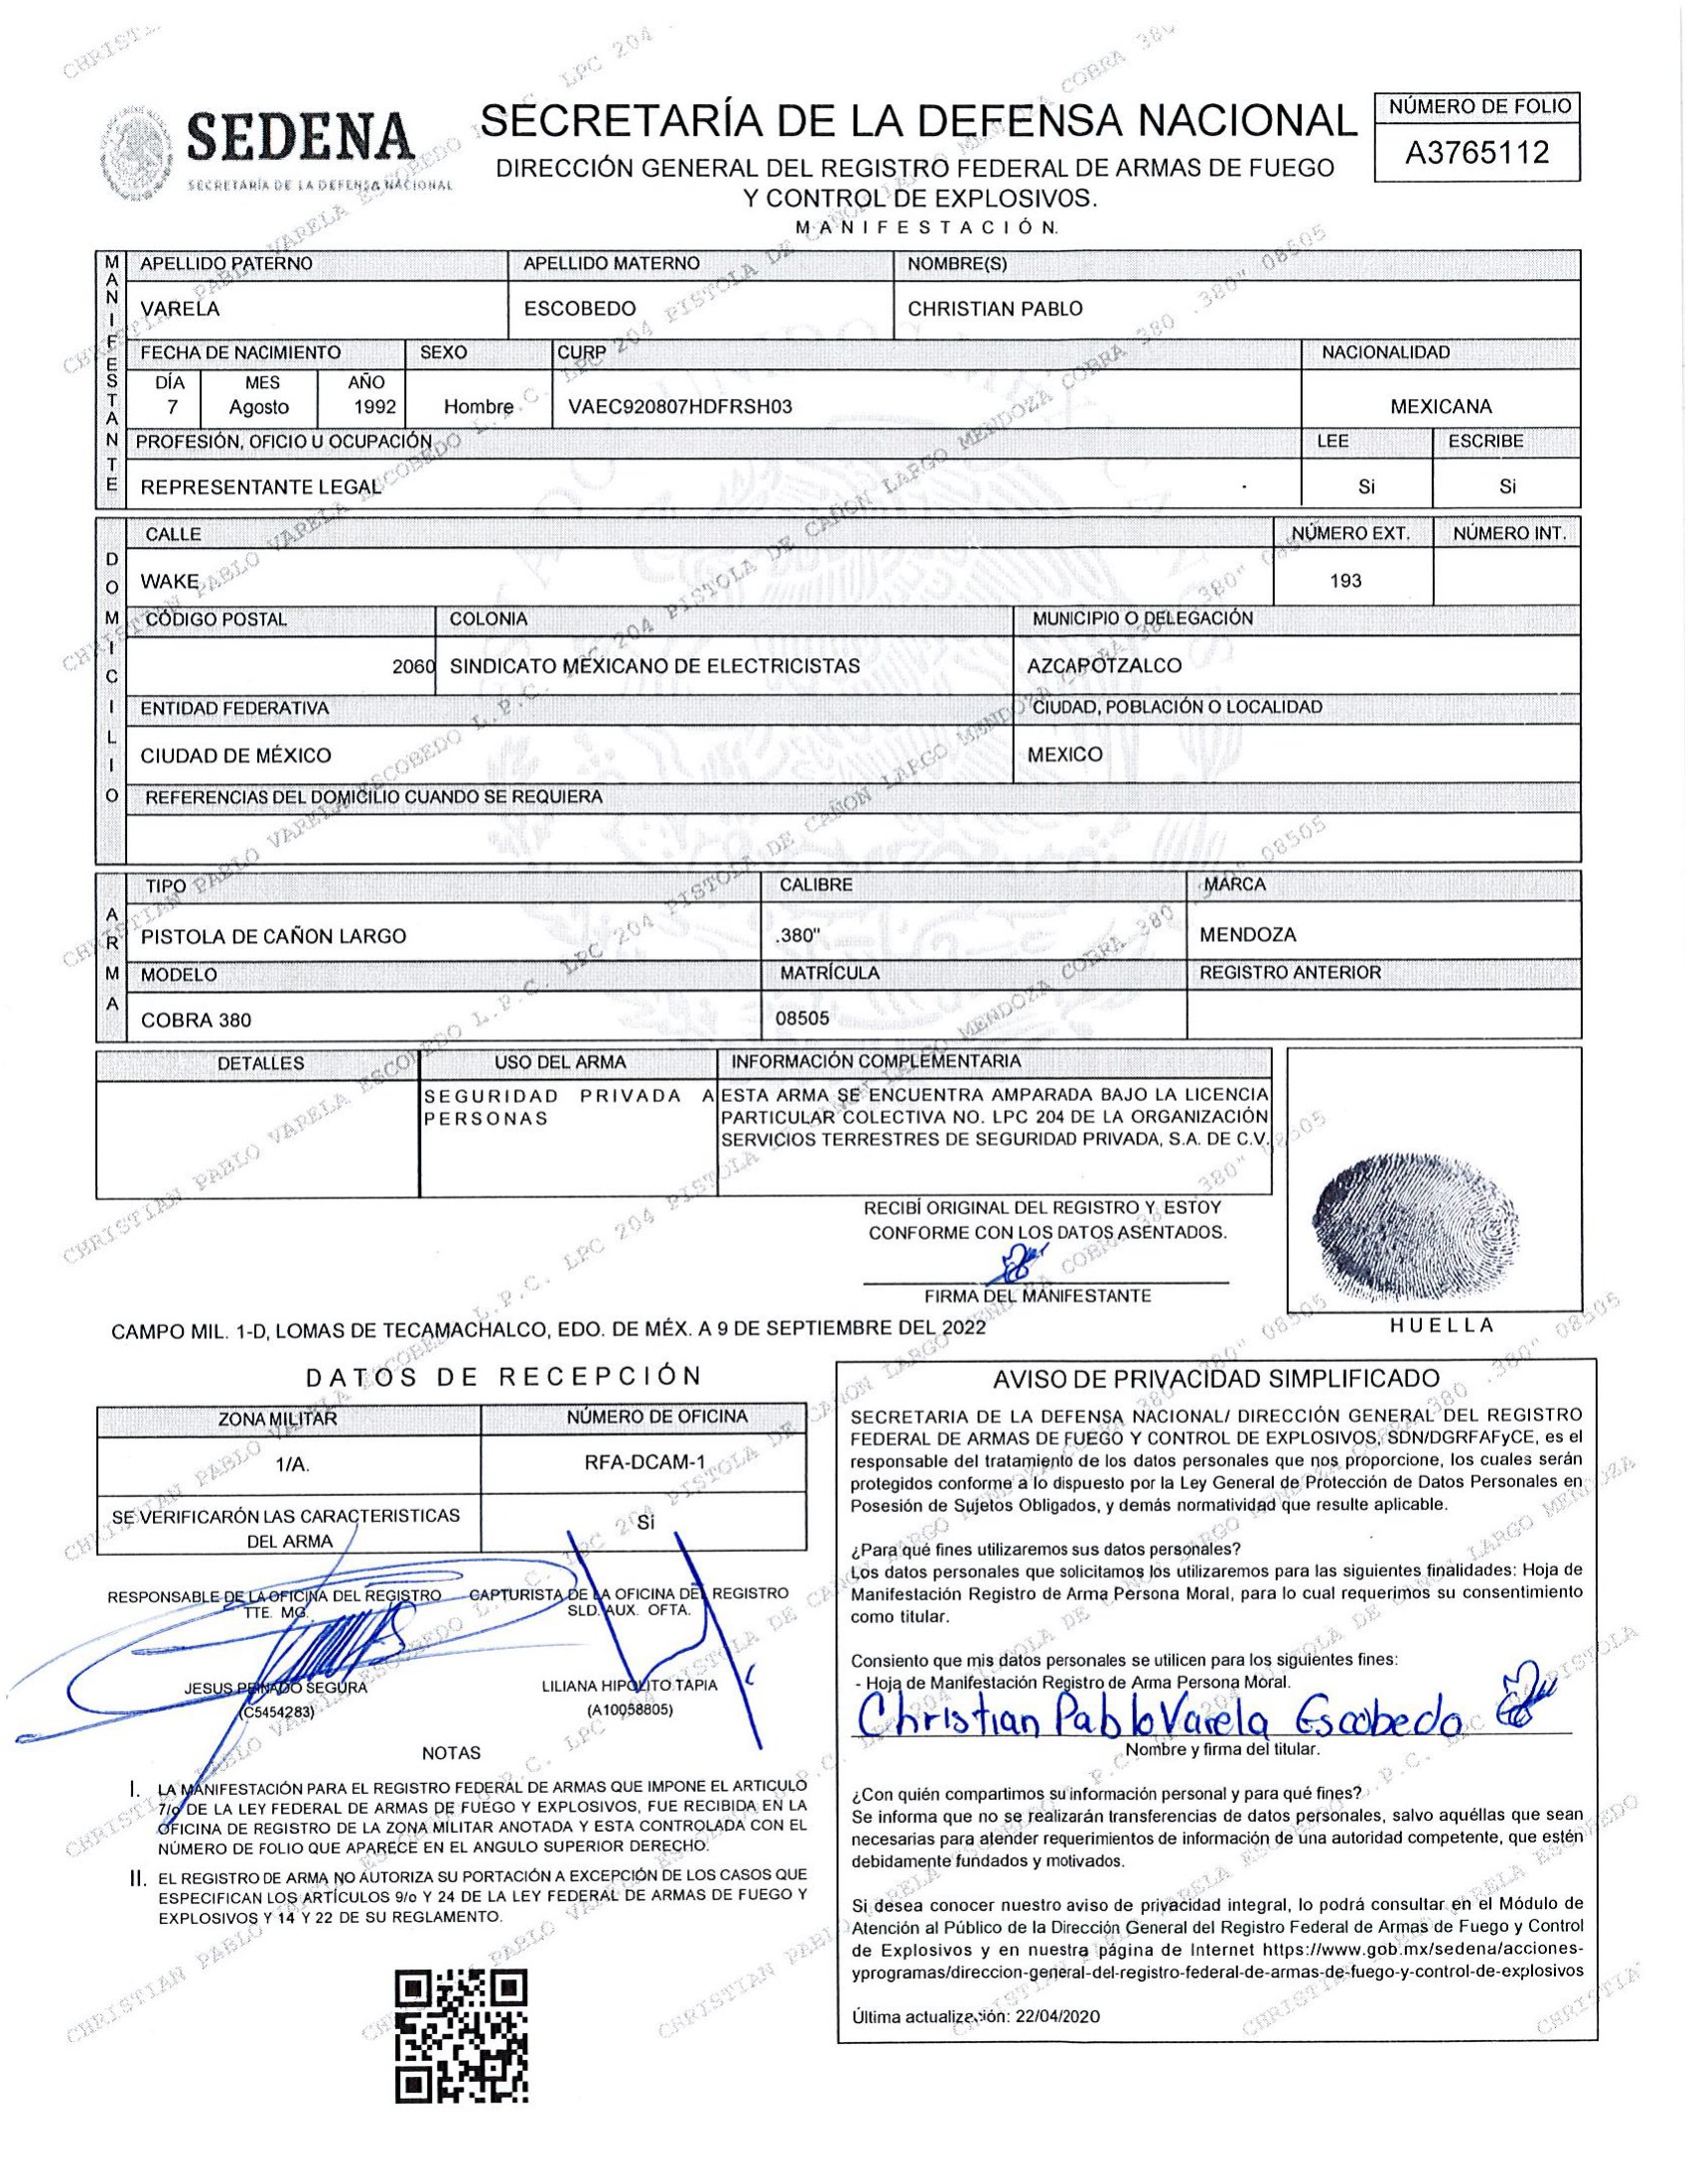 SEDENA
SECRETARÍA DE LA DEFENSA NACIONAL
SECRETARÍA DE LA DEFENSA NACIONAL
DIRECCIÓN GENERAL DEL REGISTRO FEDERAL DE ARMAS DE FUEGO
Y CONTROL DE EXPLOSIVOS.
MANIFESTACIÓN.
NÚMERO DE FOLIO
A3765112
MANIFESTANTE
APELLIDO PATERNO APELLIDO MATERNO NOMBRE(S)
VARELA ESCOBEDO CHRISTIAN PABLO
FECHA DE NACIMIENTO SEXO CURP NACIONALIDAD
DÍA MES AÑO
7 Agosto 1992 Hombre VAEC920807HDFRSH03 MEXICANA
PROFESIÓN, OFICIO U OCUPACIÓN LEE ESCRIBE
REPRESENTANTE LEGAL Si Si
DOMICILIO
CALLE NÚMERO EXT. NÚMERO INT.
WAKE 193
CÓDIGO POSTAL COLONIA MUNICIPIO O DELEGACIÓN
2060 SINDICATO MEXICANO DE ELECTRICISTAS AZCAPOTZALCO
ENTIDAD FEDERATIVA CIUDAD, POBLACIÓN O LOCALIDAD
CIUDAD DE MÉXICO MEXICO
REFERENCIAS DEL DOMICILIO CUANDO SE REQUIERA
ARMA
TIPO CALIBRE MARCA
PISTOLA DE CAÑON LARGO .380" MENDOZA
MODELO MATRÍCULA REGISTRO ANTERIOR
COBRA 380 08505
DETALLES USO DEL ARMA INFORMACIÓN COMPLEMENTARIA
SEGURIDAD PRIVADA A PERSONAS
ESTA ARMA SE ENCUENTRA AMPARADA BAJO LA LICENCIA
PARTICULAR COLECTIVA NO. LPC 204 DE LA ORGANIZACIÓN
SERVICIOS TERRESTRES DE SEGURIDAD PRIVADA, S.A. DE C.V.
RECIBÍ ORIGINAL DEL REGISTRO Y ESTOY
CONFORME CON LOS DATOS ASENTADOS.
FIRMA DEL MANIFESTANTE
HUELLA
CAMPO MIL. 1-D, LOMAS DE TECAMACHALCO, EDO. DE MÉX. A 9 DE SEPTIEMBRE DEL 2022
DATOS DE RECEPCIÓN
ZONA MILITAR NÚMERO DE OFICINA
1/A. RFA-DCAM-1
SE VERIFICARÓN LAS CARACTERISTICAS
DEL ARMA
Si
RESPONSABLE DE LA OFICINA DEL REGISTRO
TTE. MG.
JESUS PEINADO SEGURA
(C5454283)
CAPTURISTA DE LA OFICINA DEL REGISTRO
SLD. AUX. OFTA.
LILIANA HIPOLITO TAPIA
(A10058805)
NOTAS
I. LA MANIFESTACIÓN PARA EL REGISTRO FEDERAL DE ARMAS QUE IMPONE EL ARTICULO
7/o DE LA LEY FEDERAL DE ARMAS DE FUEGO Y EXPLOSIVOS, FUE RECIBIDA EN LA
OFICINA DE REGISTRO DE LA ZONA MILITAR ANOTADA Y ESTA CONTROLADA CON EL
NÚMERO DE FOLIO QUE APARECE EN EL ANGULO SUPERIOR DERECHO.
II. EL REGISTRO DE ARMA NO AUTORIZA SU PORTACIÓN A EXCEPCIÓN DE LOS CASOS QUE
ESPECIFICAN LOS ARTÍCULOS 9/o Y 24 DE LA LEY FEDERAL DE ARMAS DE FUEGO Y
EXPLOSIVOS Y 14 Y 22 DE SU REGLAMENTO.
AVISO DE PRIVACIDAD SIMPLIFICADO
SECRETARIA DE LA DEFENSA NACIONAL/ DIRECCIÓN GENERAL DEL REGISTRO
FEDERAL DE ARMAS DE FUEGO Y CONTROL DE EXPLOSIVOS, SDN/DGRFAFyCE, es el
responsable del tratamiento de los datos personales que nos proporcione, los cuales serán
protegidos conforme a lo dispuesto por la Ley General de Protección de Datos Personales en
Posesión de Sujetos Obligados, y demás normatividad que resulte aplicable.
¿Para qué fines utilizaremos sus datos personales?
Los datos personales que solicitamos los utilizaremos para las siguientes finalidades: Hoja de
Manifestación Registro de Arma Persona Moral, para lo cual requerimos su consentimiento
como titular.
Consiento que mis datos personales se utilicen para los siguientes fines:
- Hoja de Manifestación Registro de Arma Persona Moral.
Christian Pablo Varela Escobedo
Nombre y firma del titular.
¿Con quién compartimos su información personal y para qué fines?
Se informa que no se realizarán transferencias de datos personales, salvo aquéllas que sean
necesarias para atender requerimientos de información de una autoridad competente, que estén
debidamente fundados y motivados.
Si desea conocer nuestro aviso de privacidad integral, lo podrá consultar en el Módulo de
Atención al Público de la Dirección General del Registro Federal de Armas de Fuego y Control
de Explosivos y en nuestra página de Internet https://www.gob.mx/sedena/acciones-
yprogramas/direccion-general-del-registro-federal-de-armas-de-fuego-y-control-de-explosivos
Última actualización: 22/04/2020